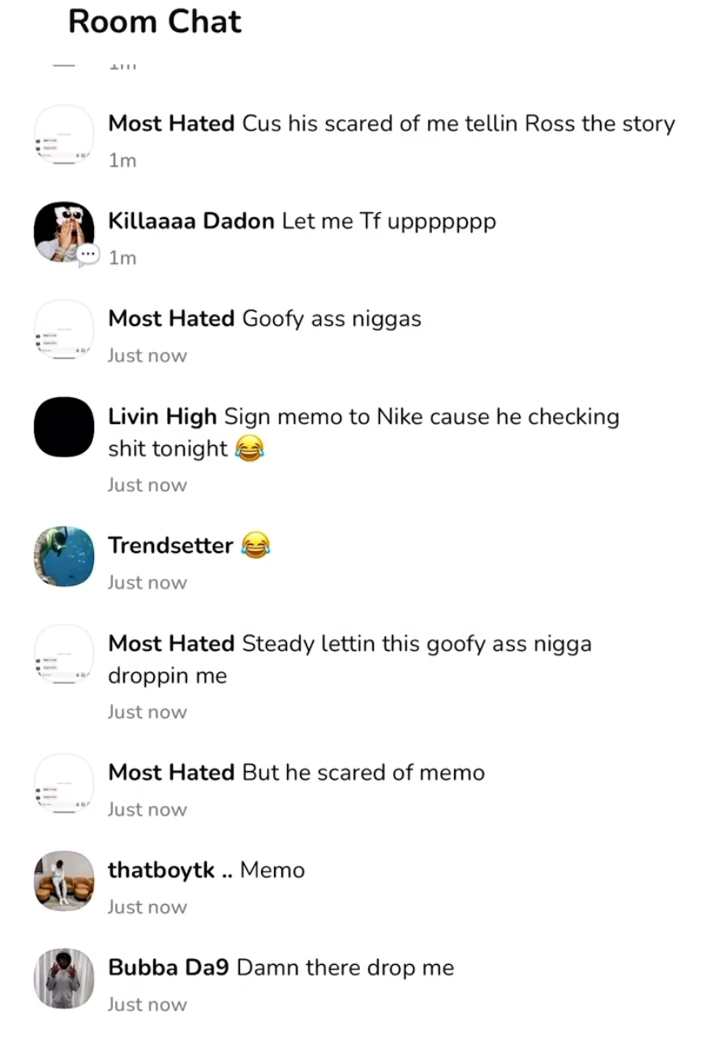 Room Chat
Most Hated Cus his scared of me tellin Ross the story
1m
Killaaaa Dadon Let me Tf uppppppp
1m
Most Hated Goofy ass niggas
Just now
Livin High Sign memo to Nike cause he checking
shit tonight 😂
Just now
Trendsetter 😂
Just now
Most Hated Steady lettin this goofy ass nigga
droppin me
Just now
Most Hated But he scared of memo
Just now
thatboytk .. Memo
Just now
Bubba Da9 Damn there drop me
Just now